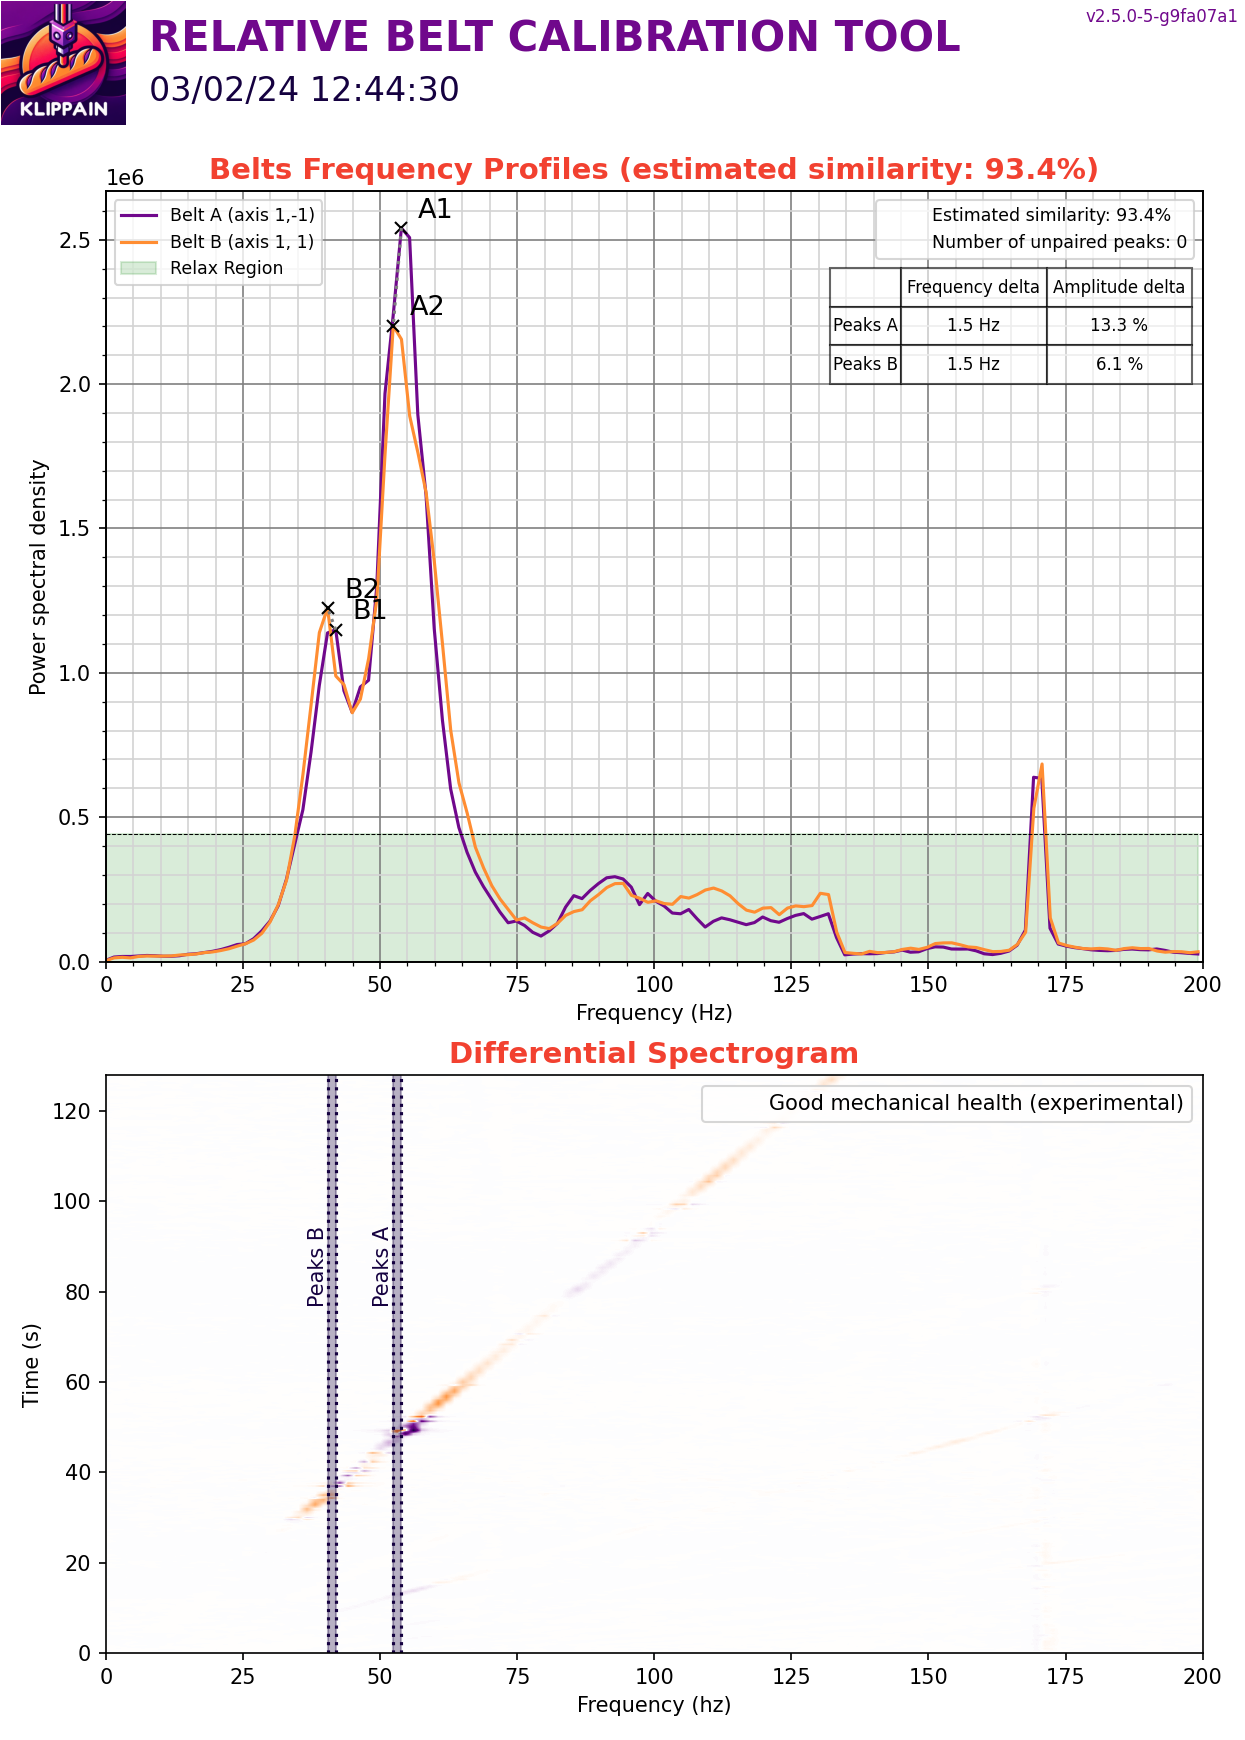 v2.5.0-5-g9fa07a1
RELATIVE BELT CALIBRATION TOOL
03/02/24 12:44:30
KLIPPAIN
Belts Frequency Profiles (estimated similarity: 93.4%)
1e6
Belt A (axis 1,-1)
Belt B (axis 1, 1)
Relax Region
A1
A2
B2
B1
Estimated similarity: 93.4%
Number of unpaired peaks: 0
Frequency delta Amplitude delta
Peaks A 1.5 Hz 13.3 %
Peaks B 1.5 Hz 6.1 %
2.5
2.0
1.5
1.0
0.5
0.0
Power spectral density
0 25 50 75 100 125 150 175 200
Frequency (Hz)
Differential Spectrogram
Good mechanical health (experimental)
Peaks B
Peaks A
120
100
80
60
40
20
0
Time (s)
0 25 50 75 100 125 150 175 200
Frequency (hz)